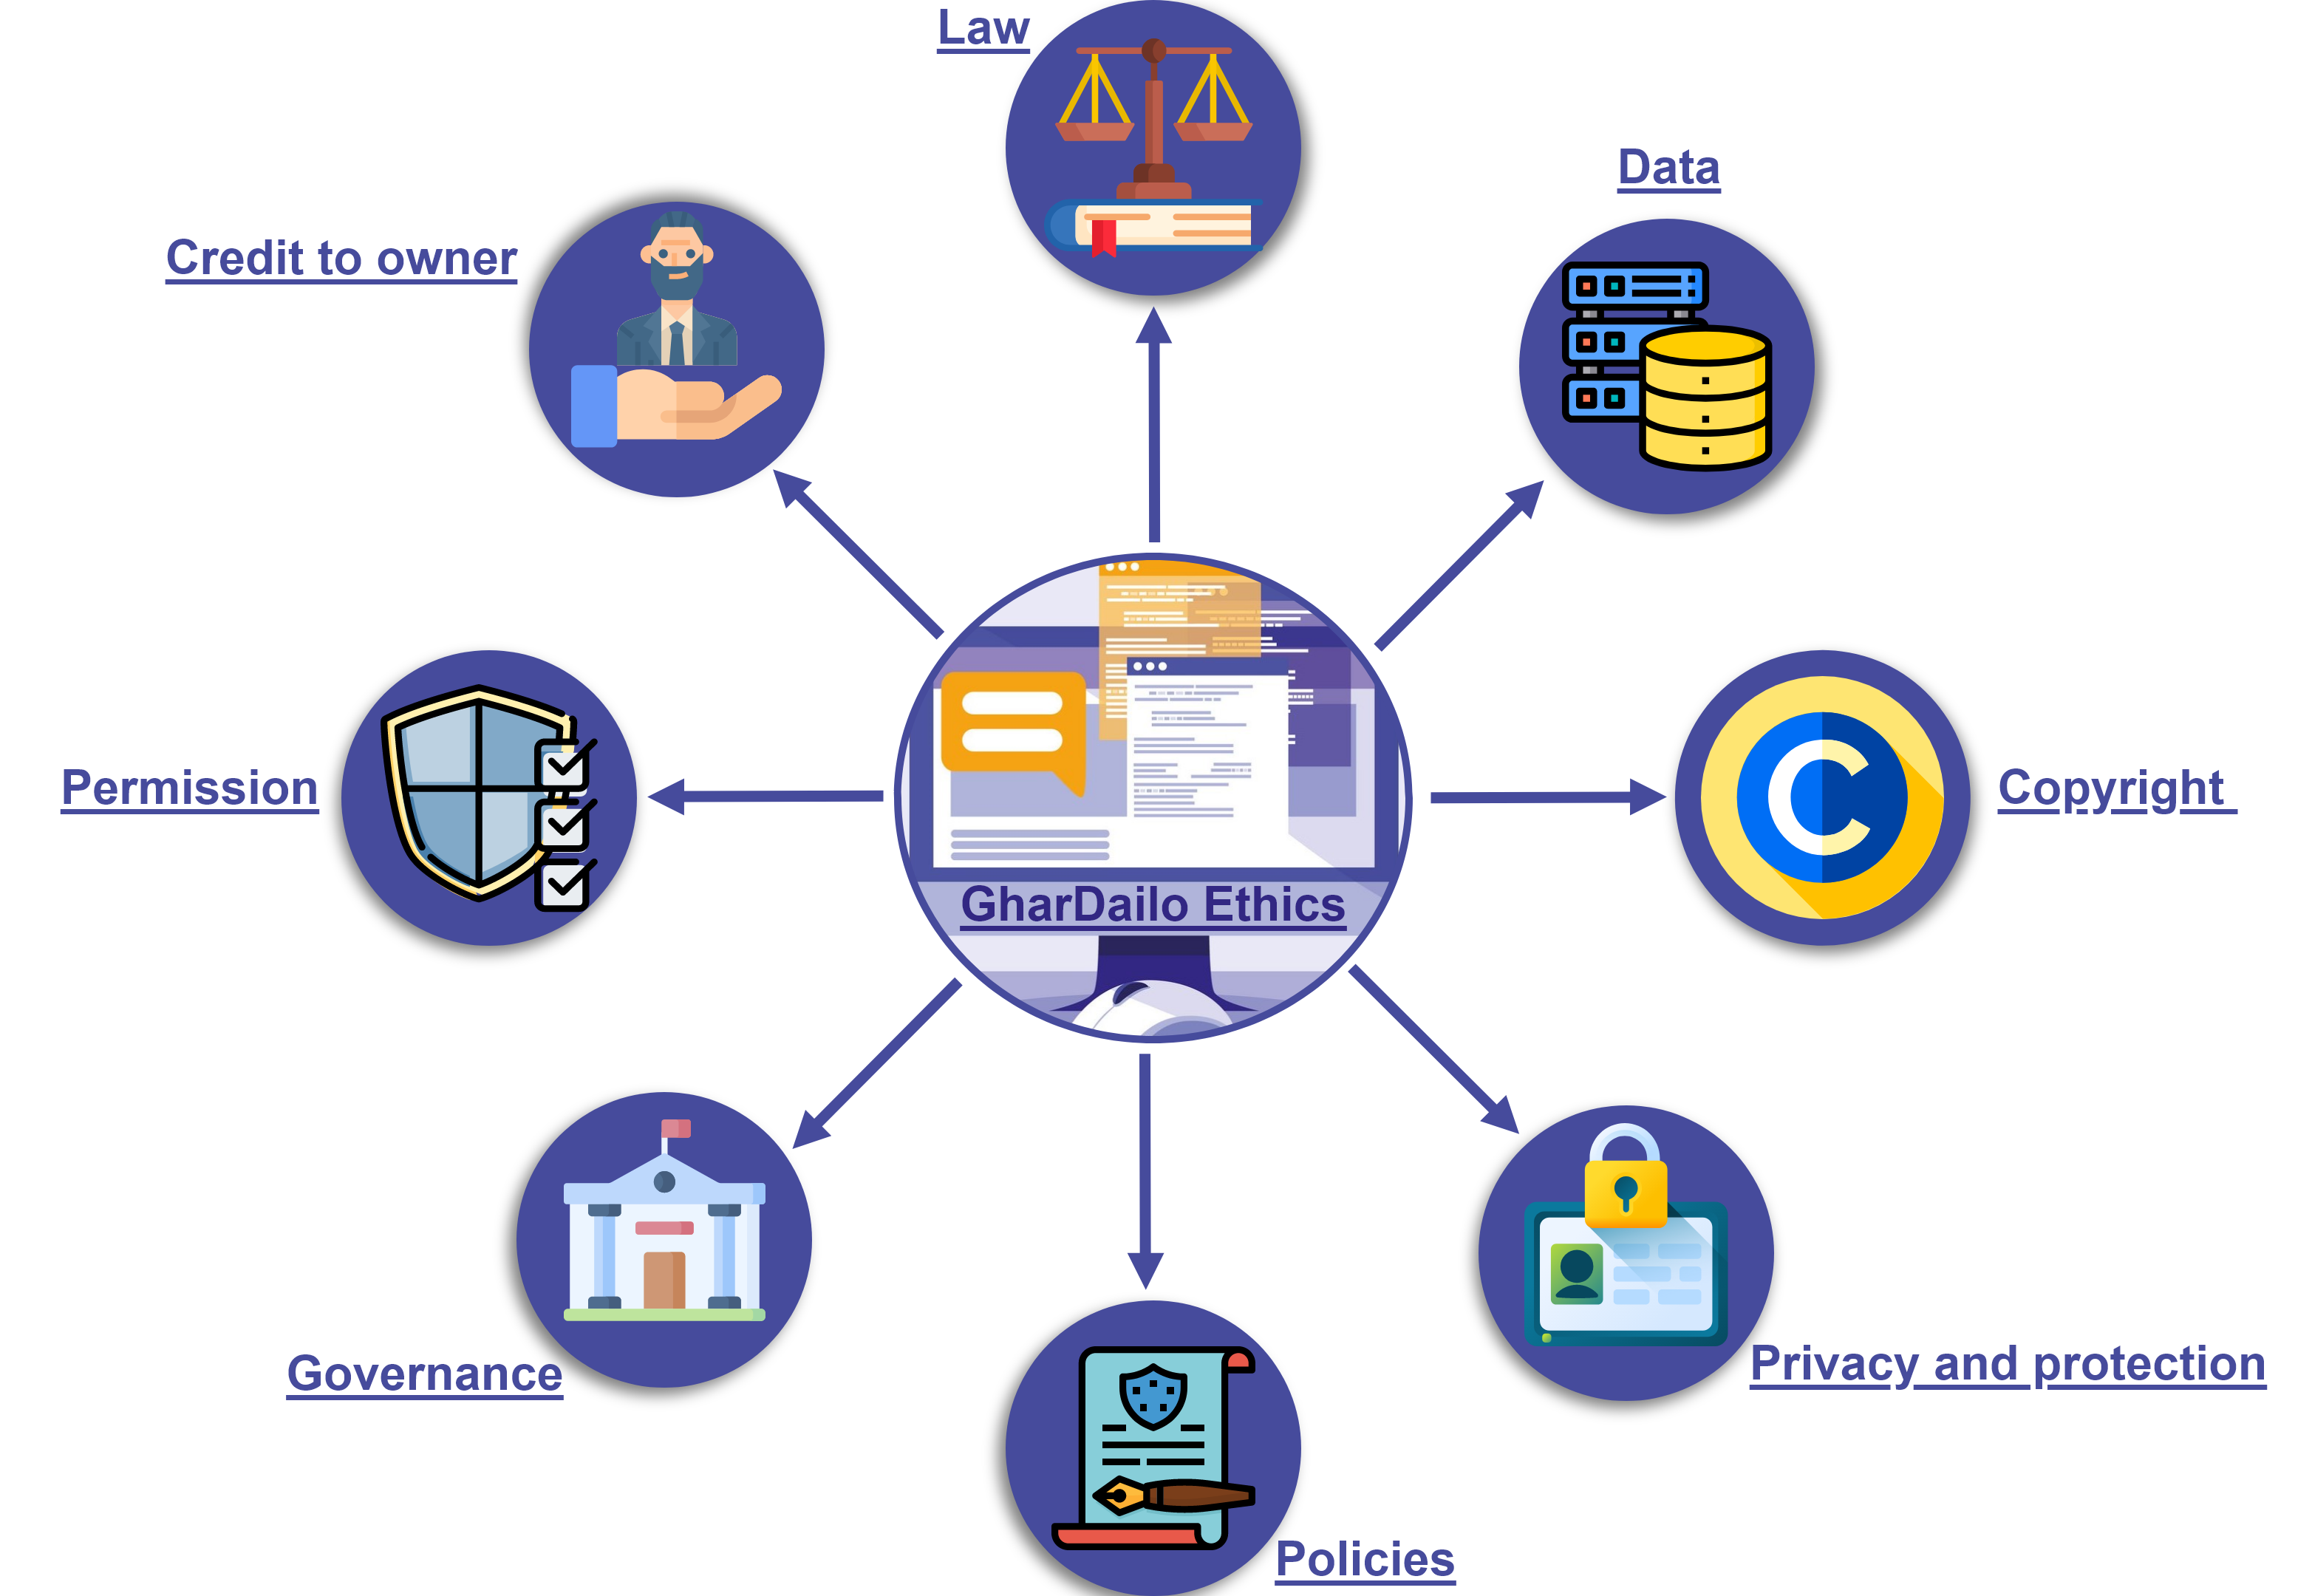 Law
Data
Credit to owner
Permission
Copyright
GharDailo Ethics
Governance
Privacy and protection
Policies